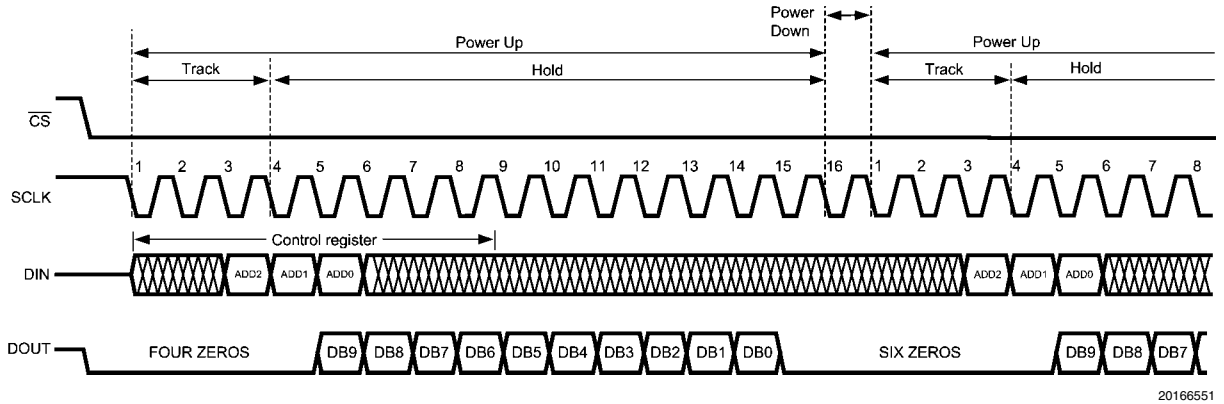 Power Down
Power Up Power Up
Track Hold Track Hold
CS
1 2 3 4 5 6 7 8 9 10 11 12 13 14 15 16 1 2 3 4 5 6 7 8
SCLK
Control register
DIN ADD2 ADD1 ADD0 ADD2 ADD1 ADD0
DOUT FOUR ZEROS DB9 DB8 DB7 DB6 DB5 DB4 DB3 DB2 DB1 DB0 SIX ZEROS DB9 DB8 DB7
20166551